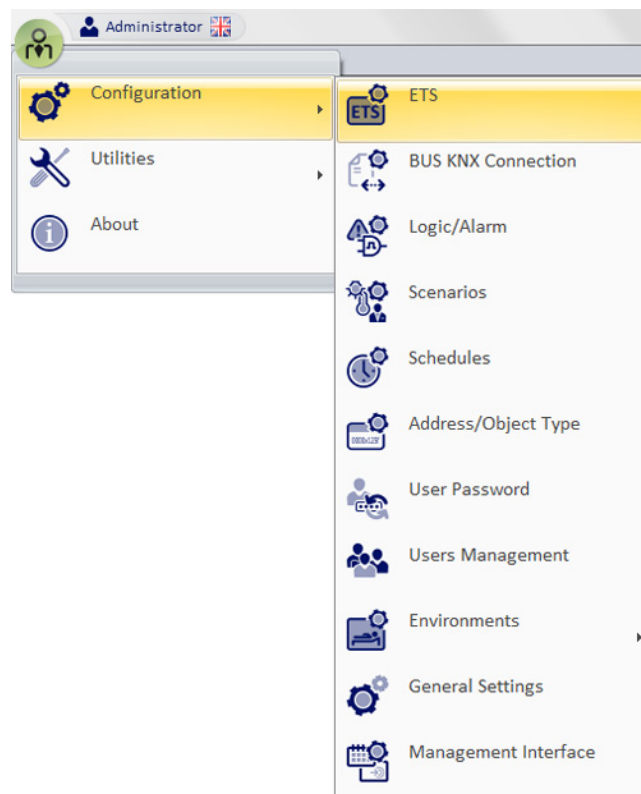 Administrator
Configuration
Utilities
About
ETS
ETS
BUS KNX Connection
Logic/Alarm
Scenarios
Schedules
Address/Object Type
User Password
Users Management
Environments
General Settings
Management Interface